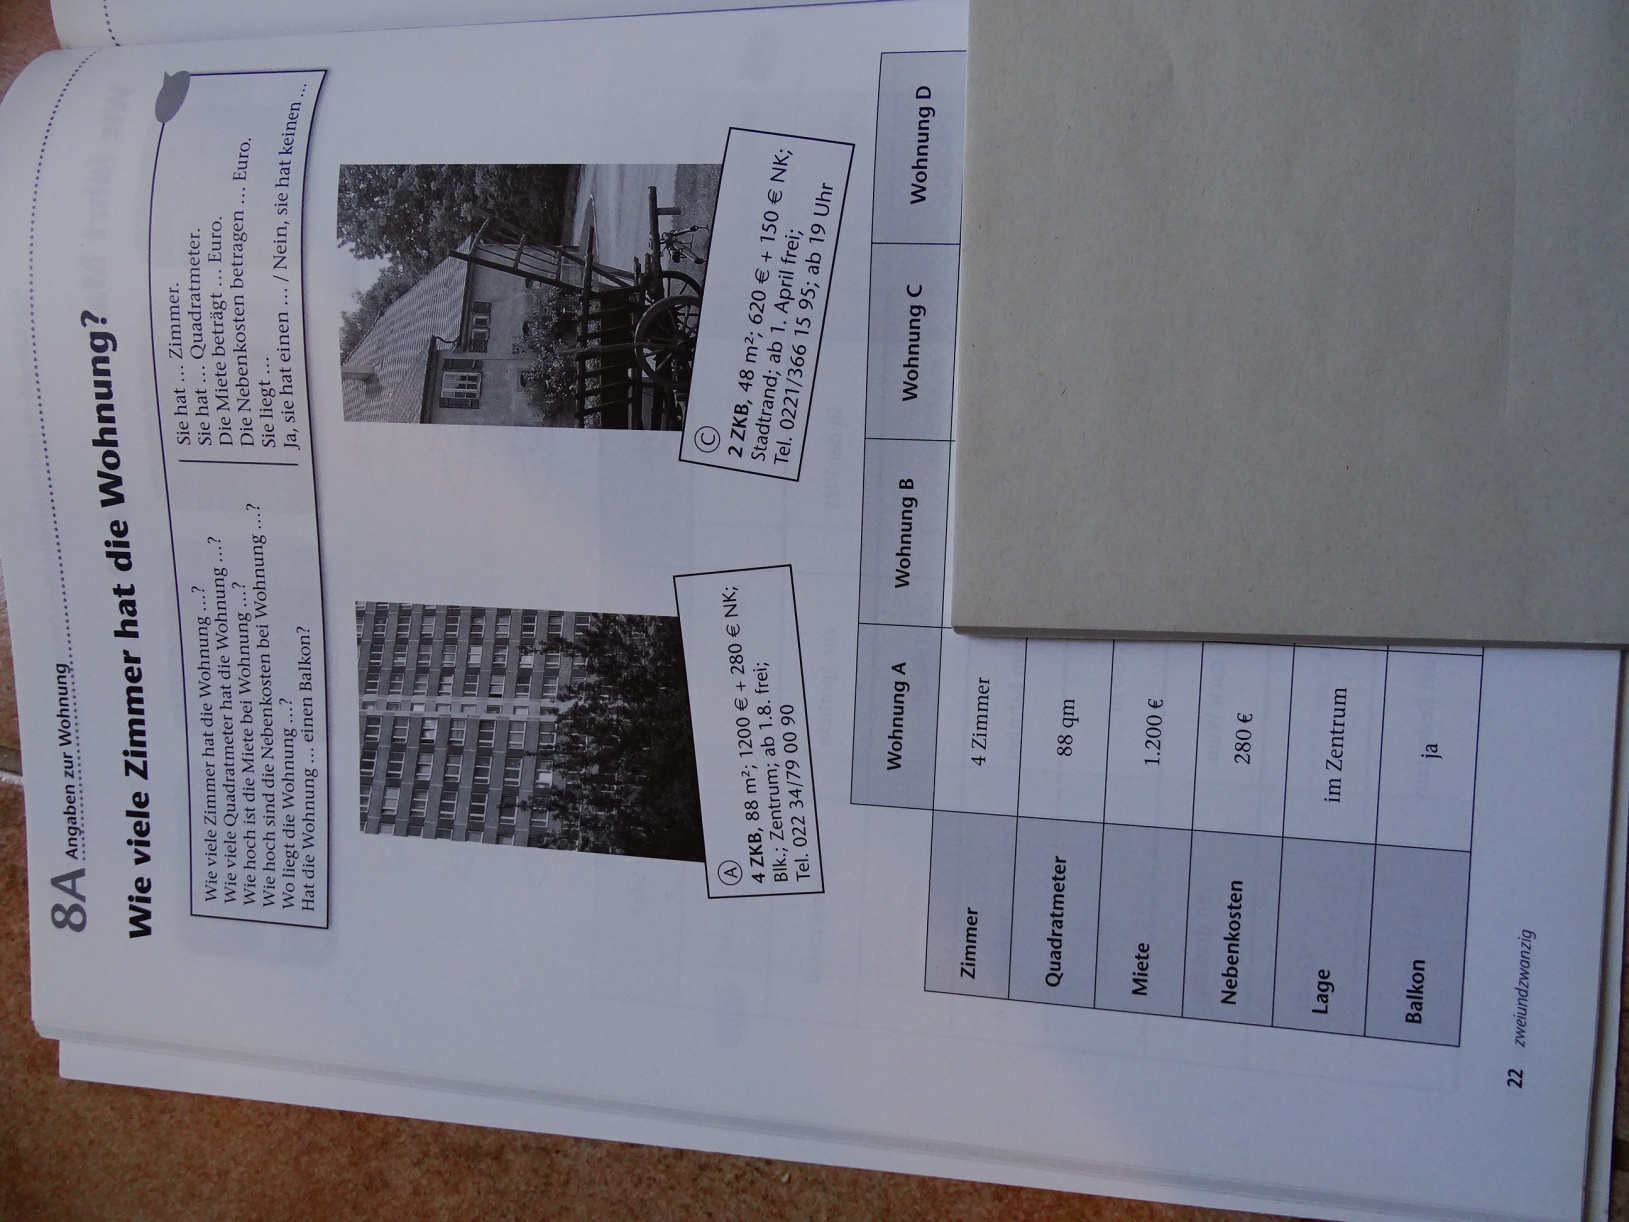 8A Angaben zur Wohnung
Wie viele Zimmer hat die Wohnung?
Wie viele Zimmer hat die Wohnung ...?
Wie viele Quadratmeter hat die Wohnung ...?
Wie hoch ist die Miete bei Wohnung ...?
Wie hoch sind die Nebenkosten bei Wohnung ...?
Wo liegt die Wohnung ...?
Hat die Wohnung ... einen Balkon?
Sie hat ... Zimmer.
Sie hat ... Quadratmeter.
Die Miete beträgt ... Euro.
Die Nebenkosten betragen ... Euro.
Sie liegt ...
Ja, sie hat einen ... / Nein, sie hat keinen ...
A
4 ZKB, 88 m²; 1200 € + 280 € NK;
Blk.; Zentrum; ab 1.8. frei;
Tel. 022 34/79 00 90
C
2 ZKB, 48 m²; 620 € + 150 € NK;
Stadtrand; ab 1. April frei;
Tel. 0221/366 15 95; ab 19 Uhr
Wohnung A Wohnung B Wohnung C Wohnung D
Zimmer 4 Zimmer
Quadratmeter 88 qm
Miete 1.200 €
Nebenkosten 280 €
Lage im Zentrum
Balkon ja
22 zweiundzwanzig